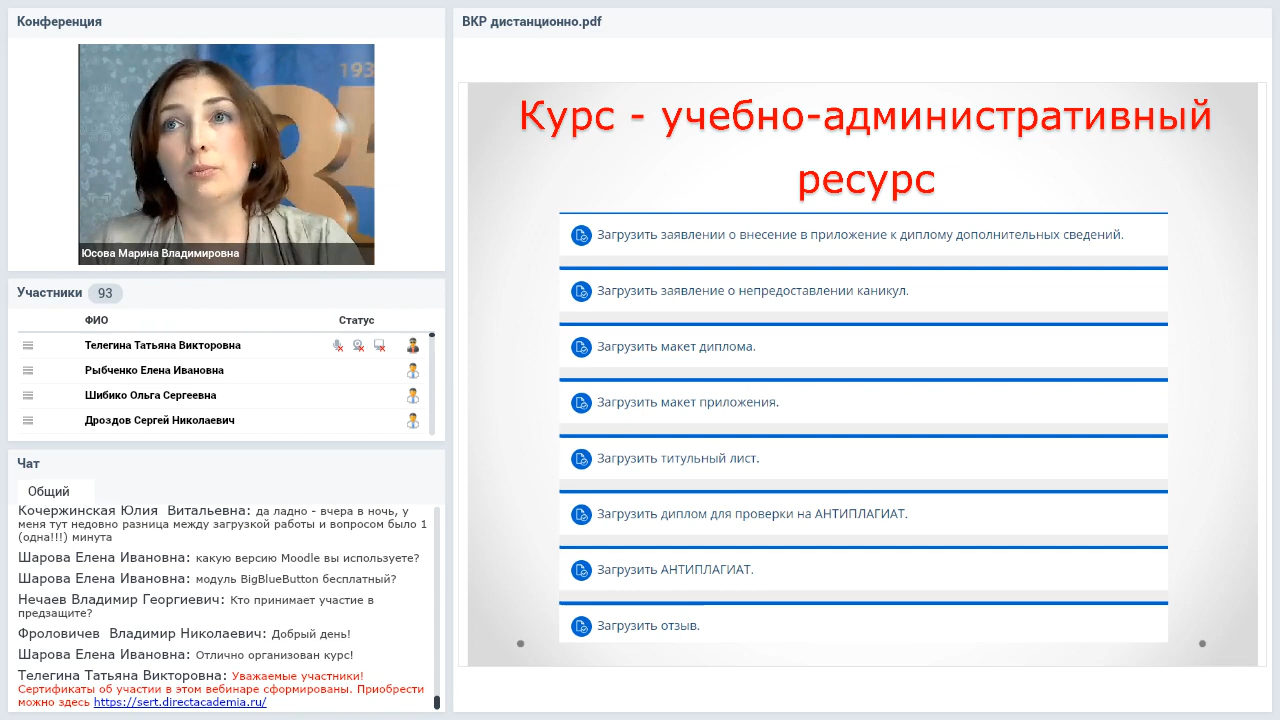 Конференция
193
Юсова Марина Владимировна
Участники 93
ФИО Статус
Телегина Татьяна Викторовна
Рыбченко Елена Ивановна
Шибико Ольга Сергеевна
Дроздов Сергей Николаевич
Чат
Общий
Кочержинская Юлия Витальевна: да ладно - вчера в ночь, у
меня тут недовно разница между загрузкой работы и вопросом было 1
(одна!!!) минута
Шарова Елена Ивановна: какую версию Moodle вы используете?
Шарова Елена Ивановна: модуль BigBlueButton бесплатный?
Нечаев Владимир Георгиевич: Кто принимает участие в
предзащите?
Фроловичев Владимир Николаевич: Добрый день!
Шарова Елена Ивановна: Отлично организован курс!
Телегина Татьяна Викторовна: Уважаемые участники!
Сертификаты об участии в этом вебинаре сформированы. Приобрести
можно здесь https://sert.directacademia.ru/
ВКР дистанционно.pdf
Курс - учебно-административный
ресурс
Загрузить заявлении о внесение в приложение к диплому дополнительных сведений.
Загрузить заявление о непредоставлении каникул.
Загрузить макет диплома.
Загрузить макет приложения.
Загрузить титульный лист.
Загрузить диплом для проверки на АНТИПЛАГИАТ.
Загрузить АНТИПЛАГИАТ.
Загрузить отзыв.